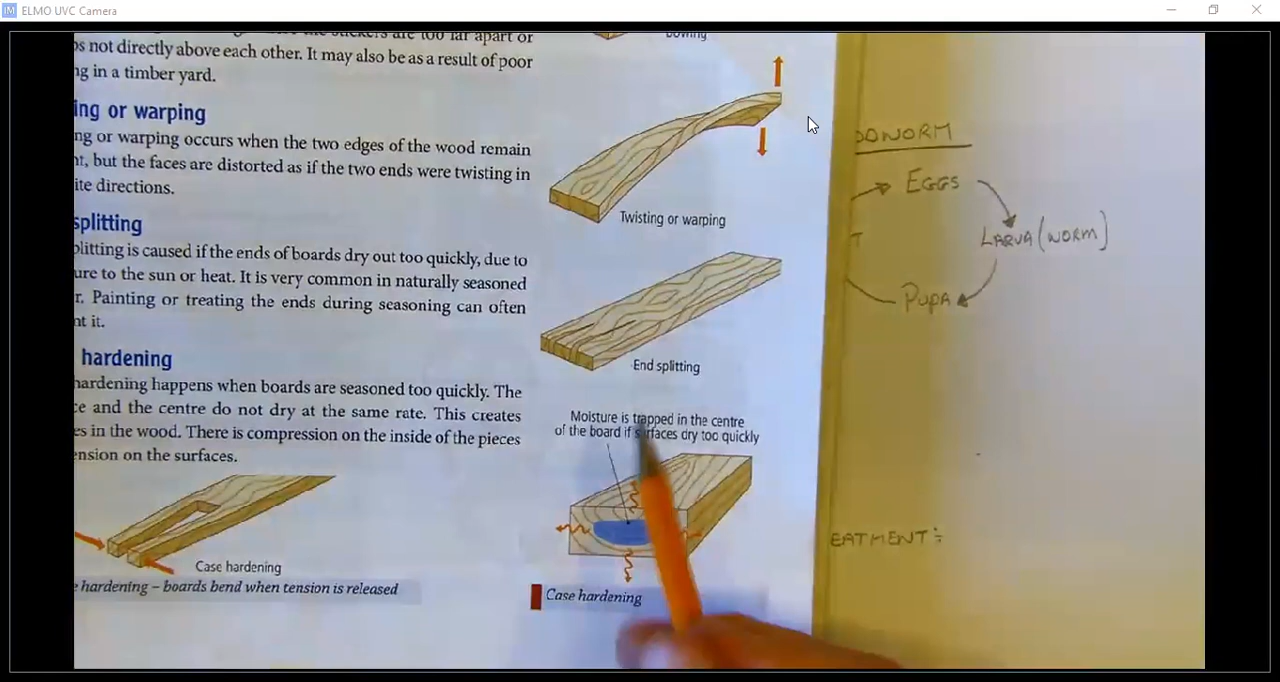 ELMO UVC Camera
are too far apart or
not directly above each other. It may also be as a result of poor
in a timber yard.
ing or warping
ng or warping occurs when the two edges of the wood remain
but the faces are distorted as if the two ends were twisting in
ite directions.
splitting
litting is caused if the ends of boards dry out too quickly, due to
ure to the sun or heat. It is very common in naturally seasoned
r. Painting or treating the ends during seasoning can often
nt it.
hardening
hardening happens when boards are seasoned too quickly. The
ce and the centre do not dry at the same rate. This creates
es in the wood. There is compression on the inside of the pieces
ension on the surfaces.
Case hardening
hardening – boards bend when tension is released
Bowing
Twisting or warping
End splitting
Moisture is trapped in the centre
of the board if surfaces dry too quickly
Case hardening
ODWORM
EGGS
LARVA (WORM)
T
PUPA
EATMENT: